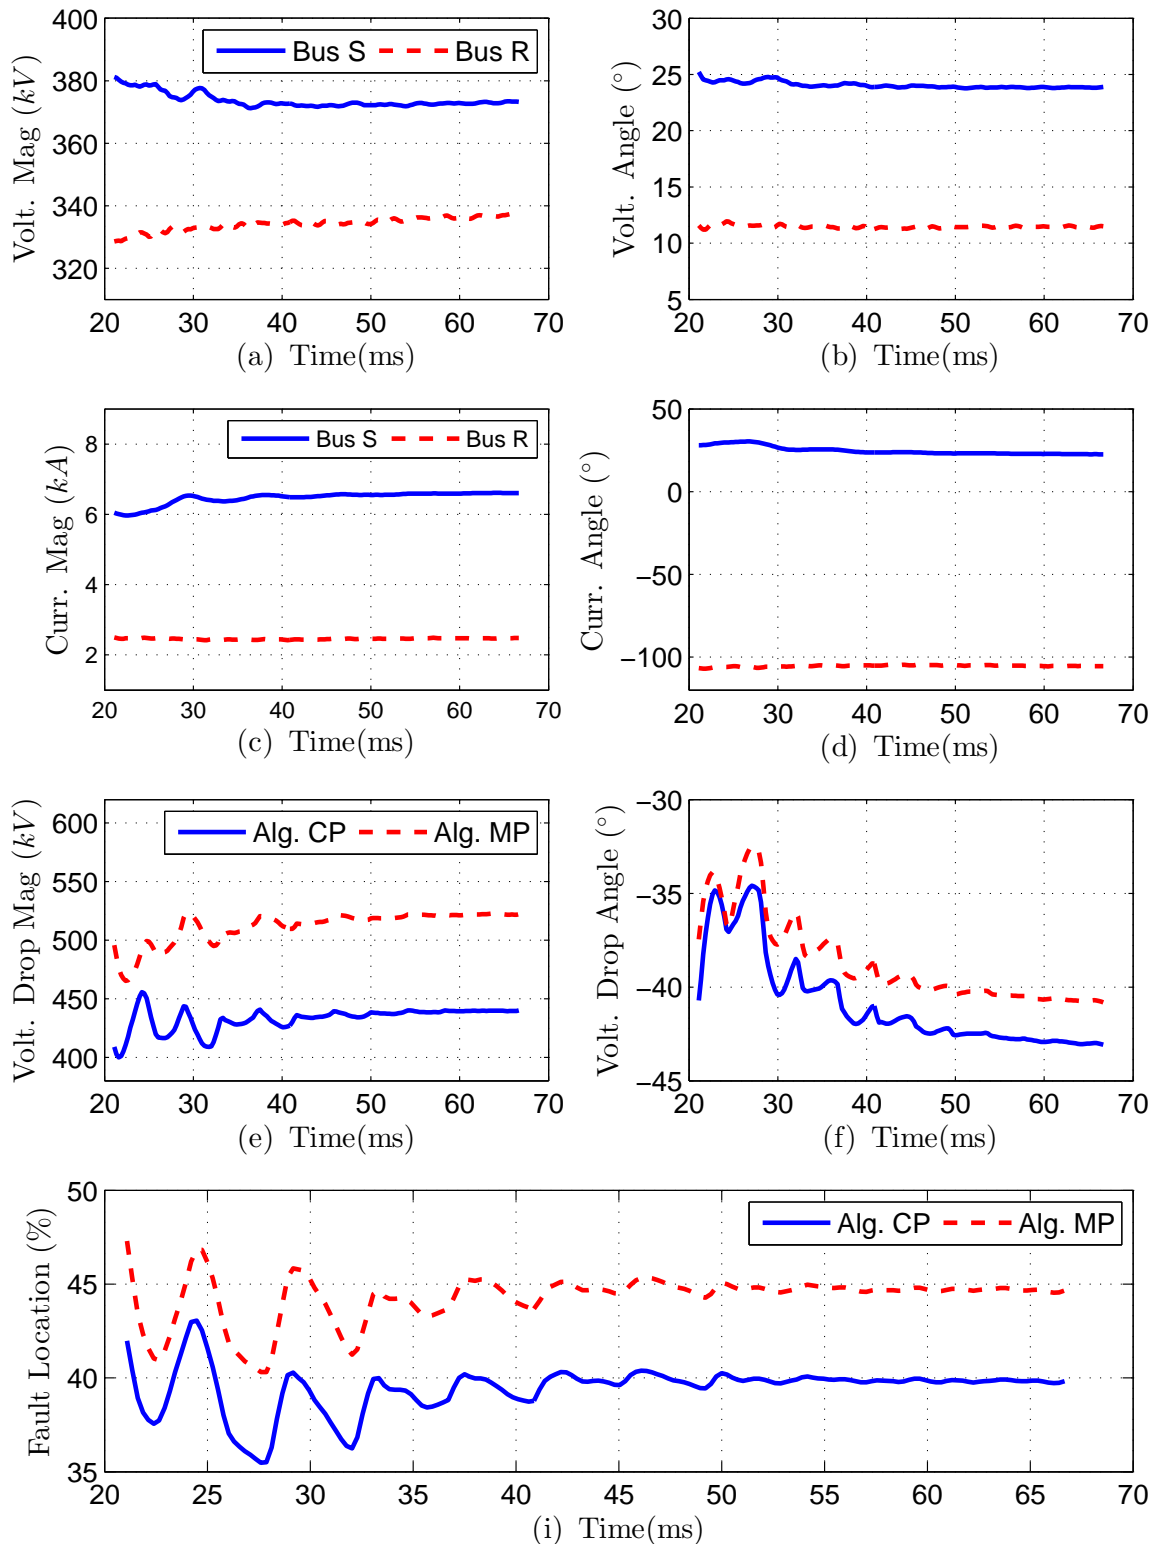 400
380
360
340
320
Volt. Mag (kV)
Bus S Bus R
20 30 40 50 60 70
(a) Time(ms)
30
25
20
15
10
5
Volt. Angle (°)
20 30 40 50 60 70
(b) Time(ms)
8
6
4
2
Curr. Mag (kA)
Bus S Bus R
20 30 40 50 60 70
(c) Time(ms)
50
0
−50
−100
Curr. Angle (°)
20 30 40 50 60 70
(d) Time(ms)
600
550
500
450
400
Volt. Drop Mag (kV)
Alg. CP Alg. MP
20 30 40 50 60 70
(e) Time(ms)
−30
−35
−40
−45
Volt. Drop Angle (°)
20 30 40 50 60 70
(f) Time(ms)
50
45
40
35
Fault Location (%)
Alg. CP Alg. MP
20 25 30 35 40 45 50 55 60 65 70
(i) Time(ms)